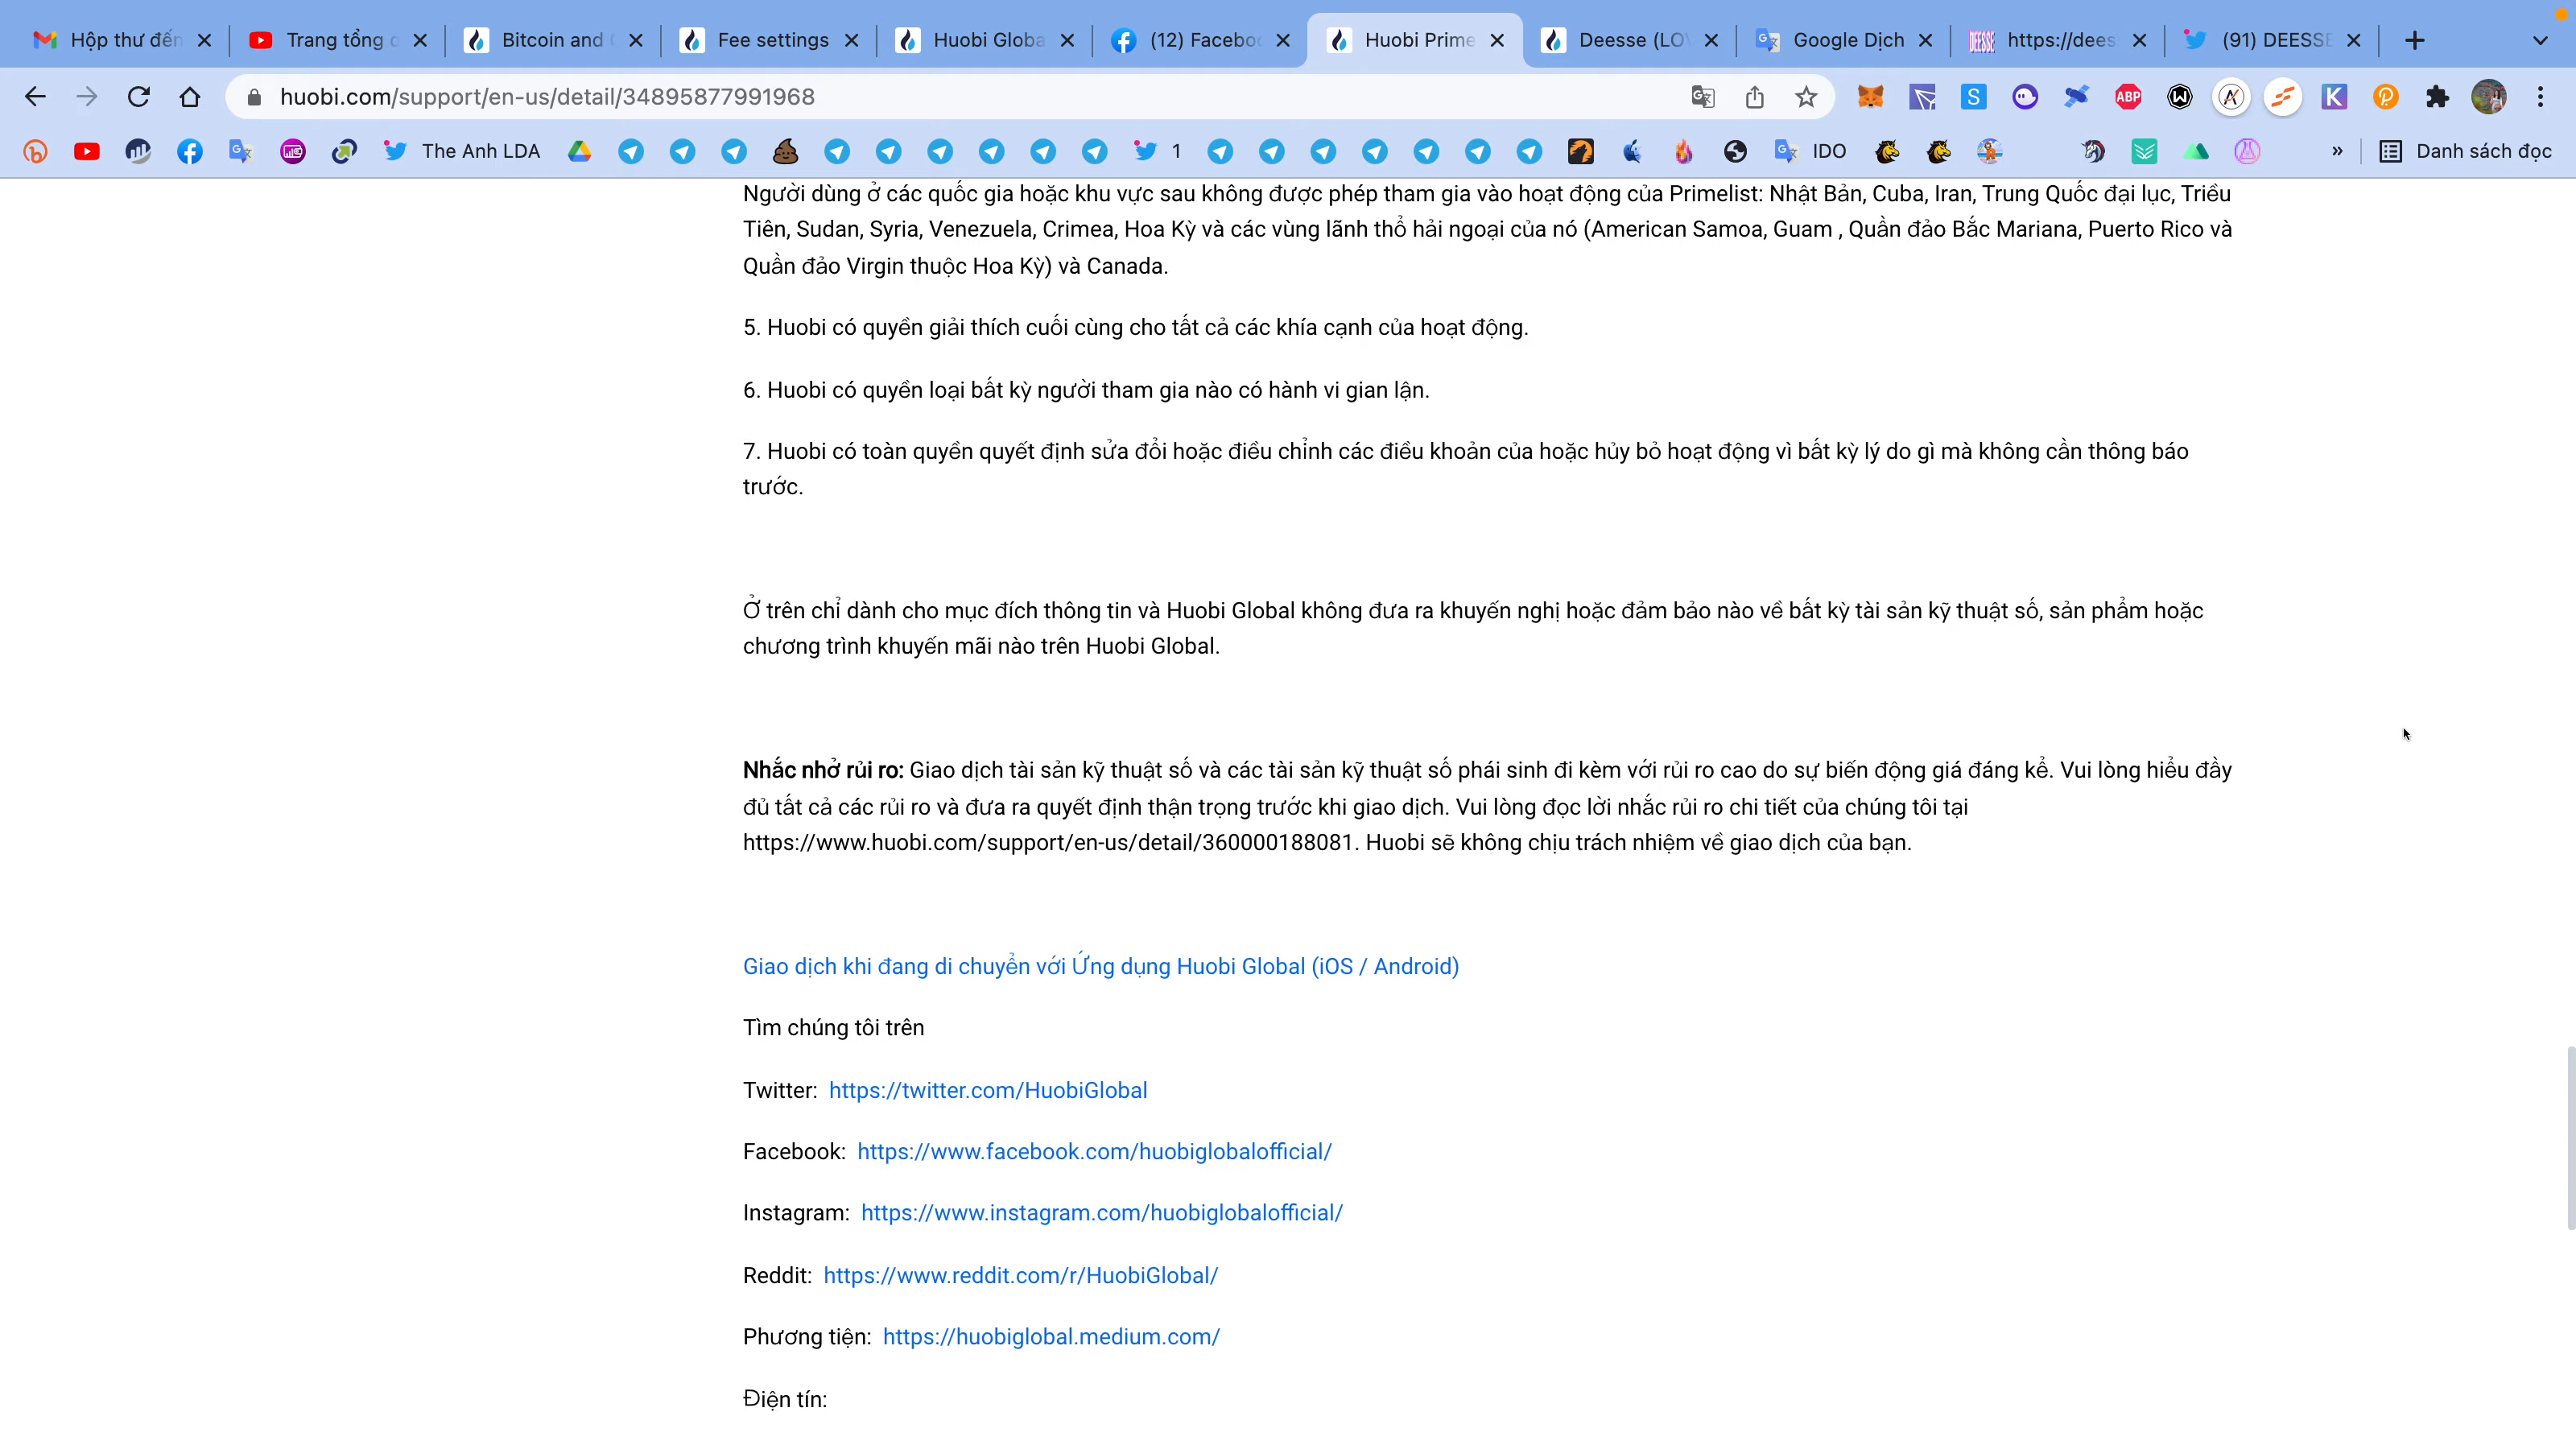 Hộp thư đến
Trang tổng
Bitcoin and
Fee settings
Huobi Globa
(12) Facebo
Huobi Prime
Deesse (LO
Google Dịch
https://dees
(91) DEESSE
huobi.com/support/en-us/detail/34895877991968
The Anh LDA
1
IDO
»
Danh sách đọc
Người dùng ở các quốc gia hoặc khu vực sau không được phép tham gia vào hoạt động của Primelist: Nhật Bản, Cuba, Iran, Trung Quốc đại lục, Triều
Tiên, Sudan, Syria, Venezuela, Crimea, Hoa Kỳ và các vùng lãnh thổ hải ngoại của nó (American Samoa, Guam , Quần đảo Bắc Mariana, Puerto Rico và
Quần đảo Virgin thuộc Hoa Kỳ) và Canada.
5. Huobi có quyền giải thích cuối cùng cho tất cả các khía cạnh của hoạt động.
6. Huobi có quyền loại bất kỳ người tham gia nào có hành vi gian lận.
7. Huobi có toàn quyền quyết định sửa đổi hoặc điều chỉnh các điều khoản của hoặc hủy bỏ hoạt động vì bất kỳ lý do gì mà không cần thông báo
trước.
Ở trên chỉ dành cho mục đích thông tin và Huobi Global không đưa ra khuyến nghị hoặc đảm bảo nào về bất kỳ tài sản kỹ thuật số, sản phẩm hoặc
chương trình khuyến mãi nào trên Huobi Global.
Nhắc nhở rủi ro: Giao dịch tài sản kỹ thuật số và các tài sản kỹ thuật số phái sinh đi kèm với rủi ro cao do sự biến động giá đáng kể. Vui lòng hiểu đầy
đủ tất cả các rủi ro và đưa ra quyết định thận trọng trước khi giao dịch. Vui lòng đọc lời nhắc rủi ro chi tiết của chúng tôi tại
https://www.huobi.com/support/en-us/detail/360000188081. Huobi sẽ không chịu trách nhiệm về giao dịch của bạn.
Giao dịch khi đang di chuyển với Ứng dụng Huobi Global (iOS / Android)
Tìm chúng tôi trên
Twitter: https://twitter.com/HuobiGlobal
Facebook: https://www.facebook.com/huobiglobalofficial/
Instagram: https://www.instagram.com/huobiglobalofficial/
Reddit: https://www.reddit.com/r/HuobiGlobal/
Phương tiện: https://huobiglobal.medium.com/
Điện tín: